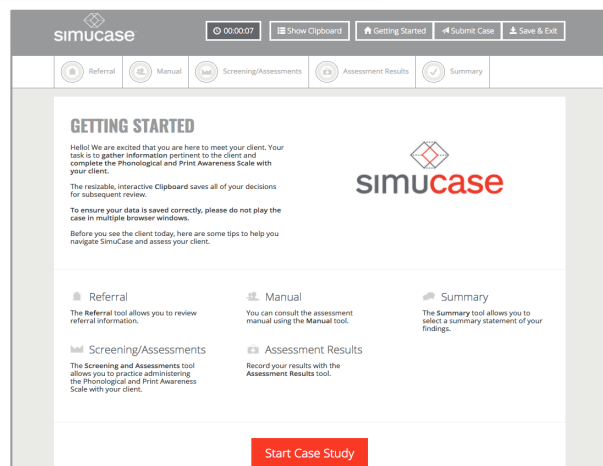 simucase
00:00:07
Show Clipboard
Getting Started
Submit Case
Save & Exit
Referral
Manual
Screening/Assessments
Assessment Results
Summary
GETTING STARTED
Hello! We are excited that you are here to meet your client. Your
task is to gather information pertinent to the client and
complete the Phonological and Print Awareness Scale with
your client.
The resizable, interactive Clipboard saves all of your decisions
for subsequent review.
To ensure your data is saved correctly, please do not play the
case in multiple browser windows.
Before you see the client today, here are some tips to help you
navigate SimuCase and assess your client.
simucase
Referral
The Referral tool allows you to review
referral information.
Manual
You can consult the assessment
manual using the Manual tool.
Summary
The Summary tool allows you to
select a summary statement of your
findings.
Screening/Assessments
The Screening and Assessments tool
allows you to practice administering
the Phonological and Print Awareness
Scale with your client.
Assessment Results
Record your results with the
Assessment Results tool.
Start Case Study